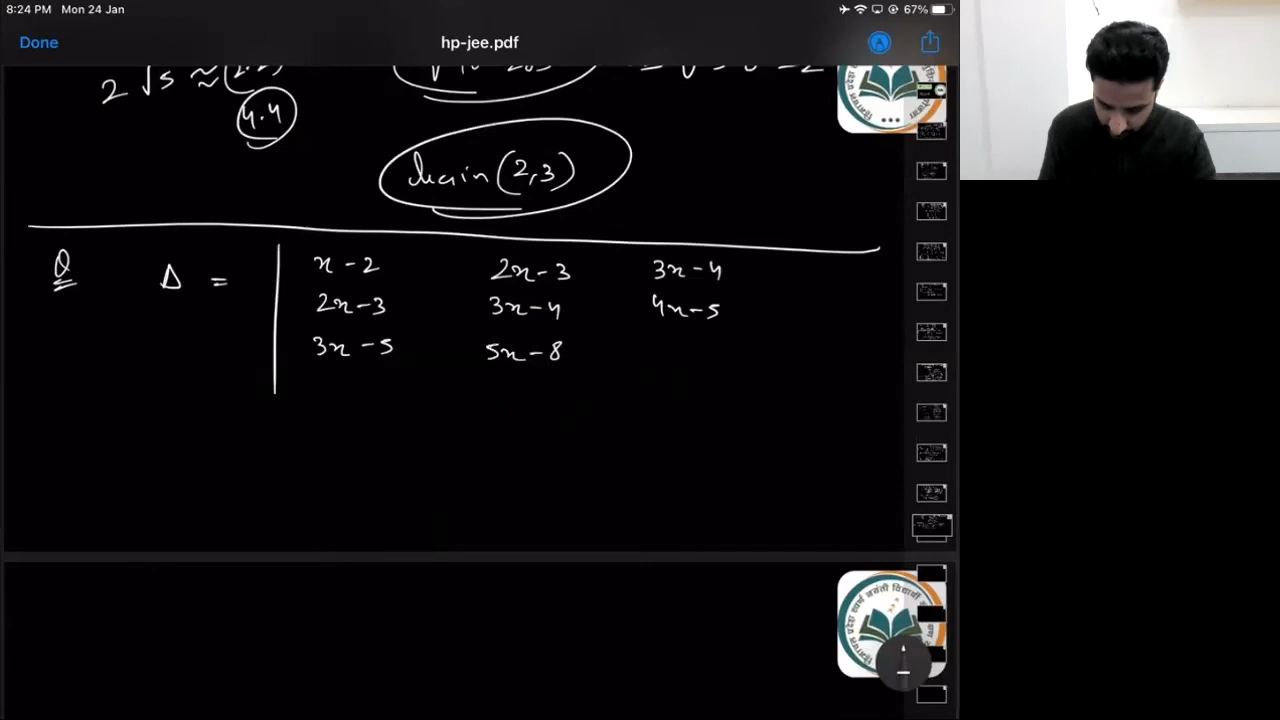 8:24 PM Mon 24 Jan
67%
Done
hp-jee.pdf
2 √5 ≈
4.4
(2,3)
Q Δ = x-2 2x-3 3x-4
2x-3 3x-4 4x-5
3x-5 5x-8